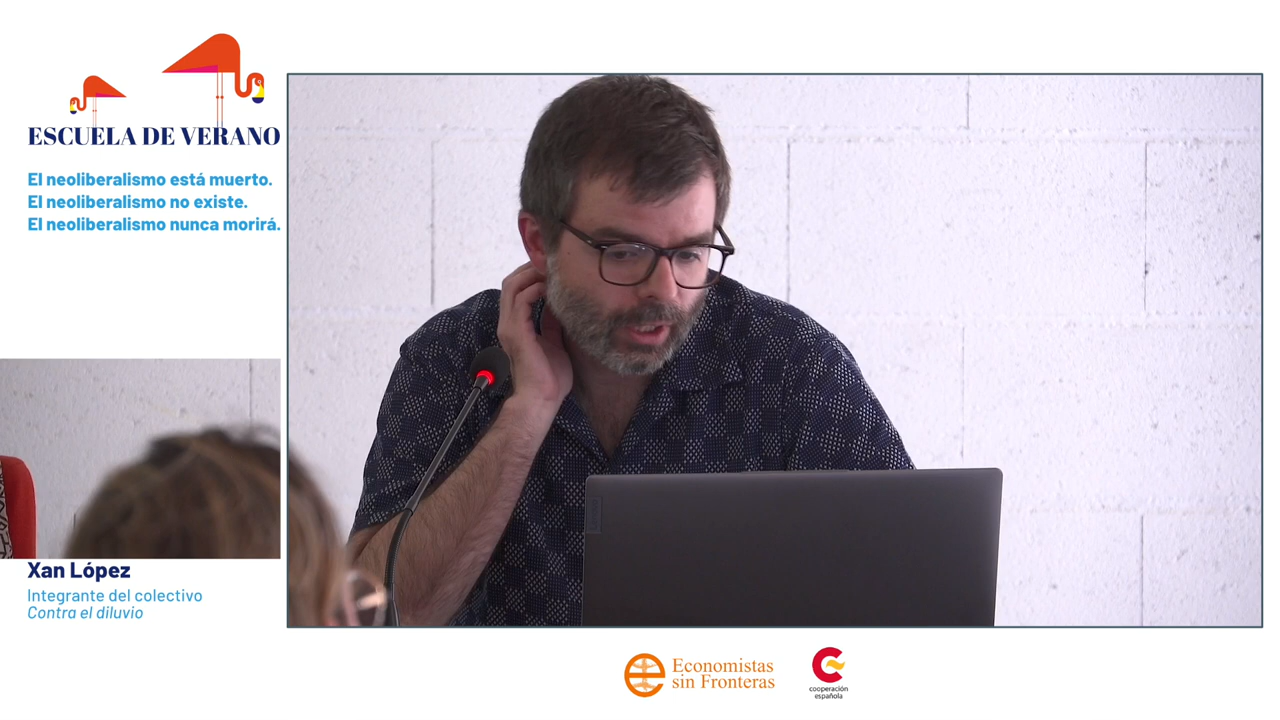 ESCUELA DE VERANO
El neoliberalismo está muerto.
El neoliberalismo no existe.
El neoliberalismo nunca morirá.
Xan López
Integrante del colectivo
Contra el diluvio
Economistas
sin Fronteras
cooperación
española